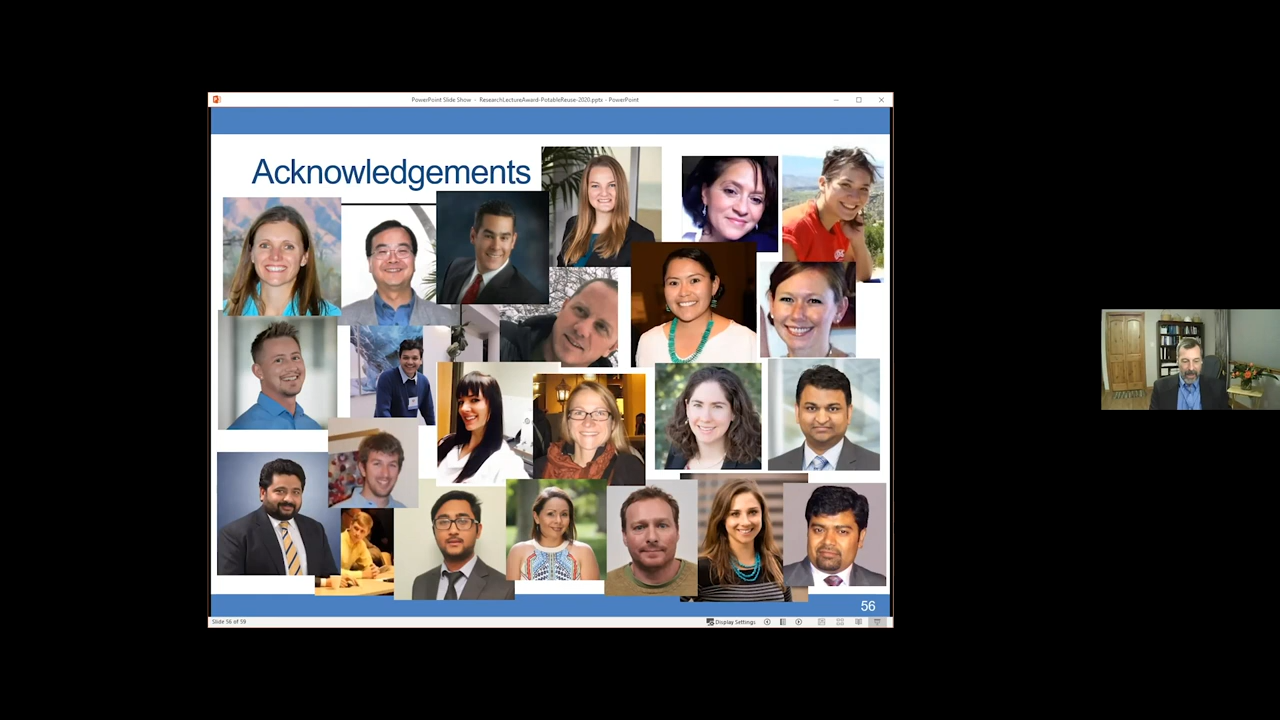 PowerPoint Slide Show - ResearchLectureAward-PotableReuse-2020.pptx - PowerPoint
Acknowledgements
56
Slide 56 of 59
Display Settings